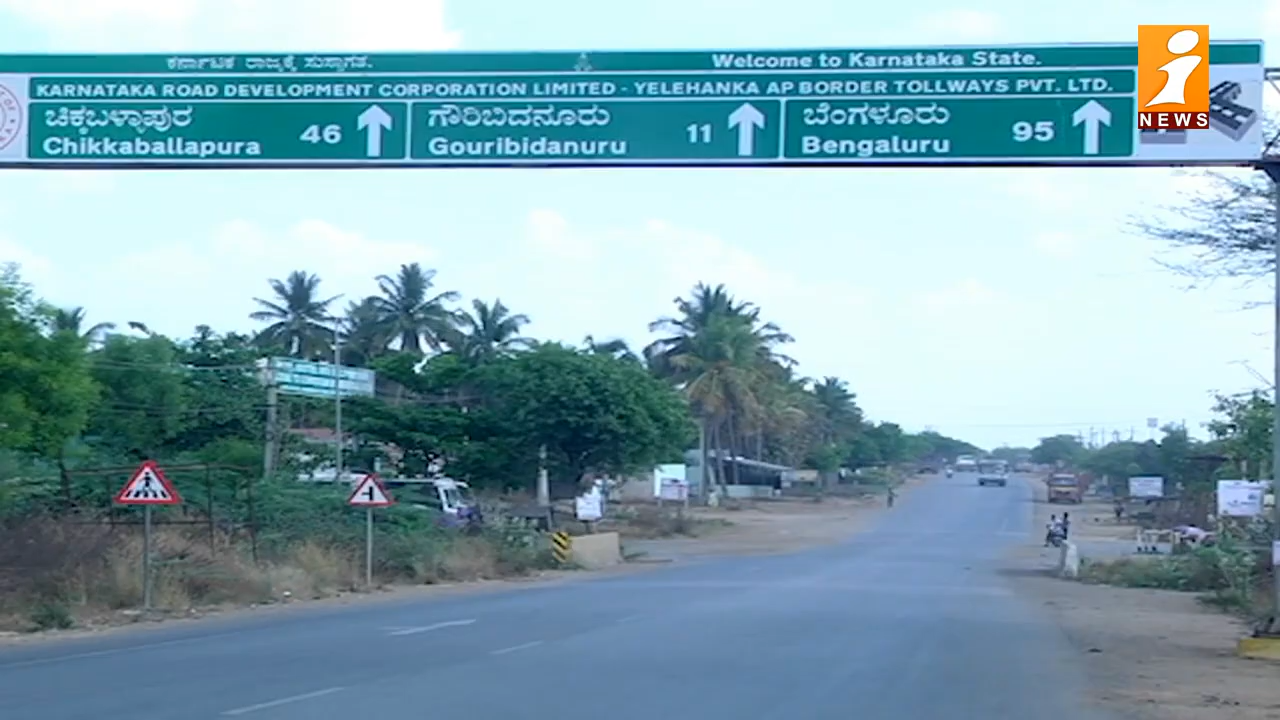 ಕರ್ನಾಟಕ ರಾಜ್ಯಕ್ಕೆ ಸುಸ್ವಾಗತ. Welcome to Karnataka State.
KARNATAKA ROAD DEVELOPMENT CORPORATION LIMITED - YELEHANKA AP BORDER TOLLWAYS PVT. LTD.
ಚಿಕ್ಕಬಳ್ಳಾಪುರ
Chikkaballapura 46
ಗೌರಿಬಿದನೂರು
Gouribidanuru 11
ಬೆಂಗಳೂರು
Bengaluru 95
i
NEWS